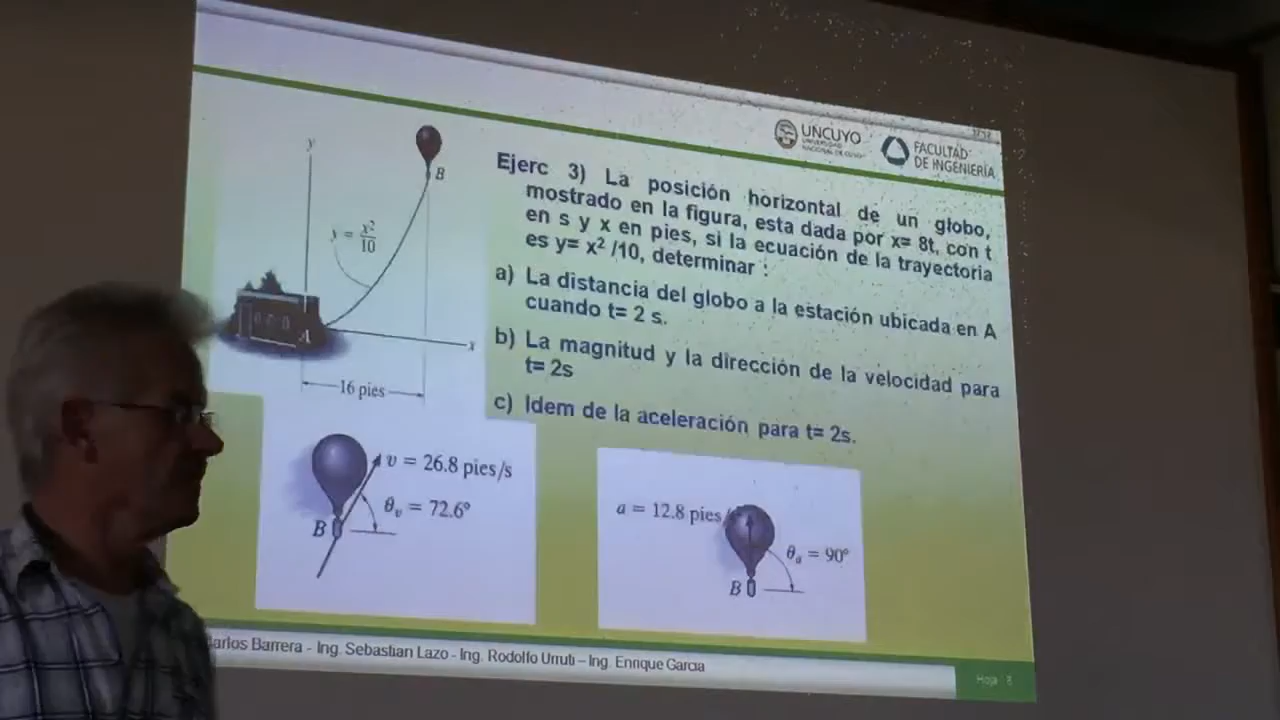 UNCUYO
UNIVERSIDAD
NACIONAL DE CUYO
FACULTAD
DE INGENIERÍA
Ejerc 3) La posición horizontal de un globo,
mostrado en la figura, esta dada por x= 8t, con t
en s y x en pies, si la ecuación de la trayectoria
es y= x² /10, determinar :
a) La distancia del globo a la estación ubicada en A
cuando t= 2 s.
b) La magnitud y la dirección de la velocidad para
t= 2s
c) Idem de la aceleración para t= 2s.
y
B
y = x²/10
A
x
16 pies
v = 26.8 pies/s
θv = 72.6°
B
a = 12.8 pies/
θa = 90°
B
arlos Barrera - Ing. Sebastian Lazo - Ing. Rodolfo Urruti – Ing. Enrique Garcia
Hoja